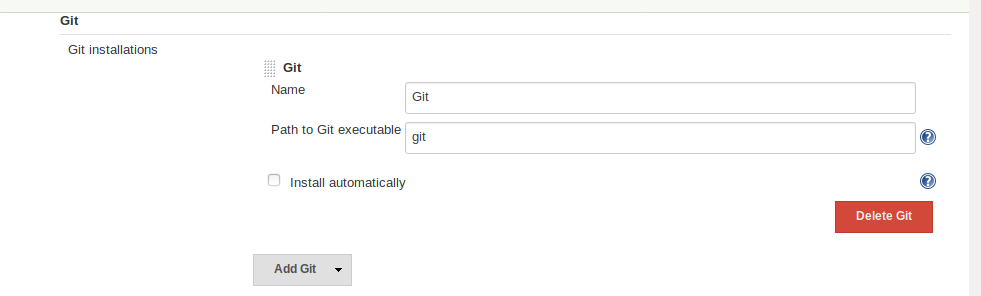 Git
Git installations
Git
Name
Git
Path to Git executable
git
?
Install automatically
?
Delete Git
Add Git